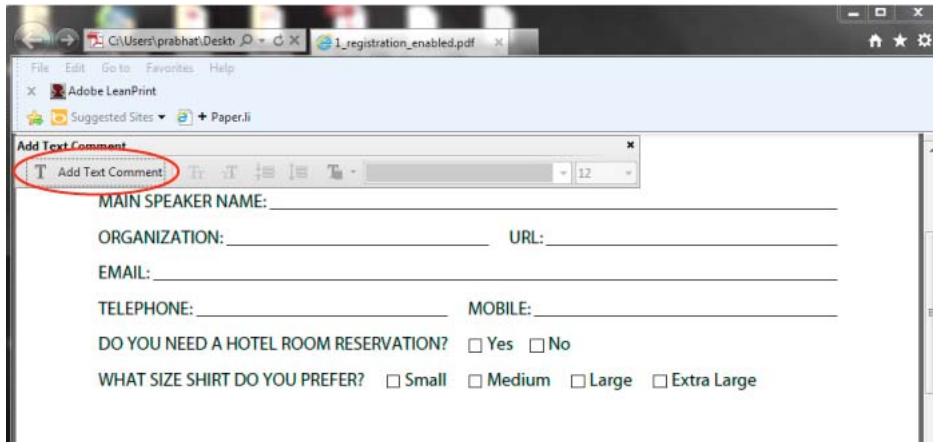 C:\Users\prabhat\Deskt
1_registration_enabled.pdf
File Edit Go to Favorites Help
X Adobe LeanPrint
Suggested Sites + Paper.li
Add Text Comment
T Add Text Comment 12
MAIN SPEAKER NAME:
ORGANIZATION: URL:
EMAIL:
TELEPHONE: MOBILE:
DO YOU NEED A HOTEL ROOM RESERVATION? Yes No
WHAT SIZE SHIRT DO YOU PREFER? Small Medium Large Extra Large